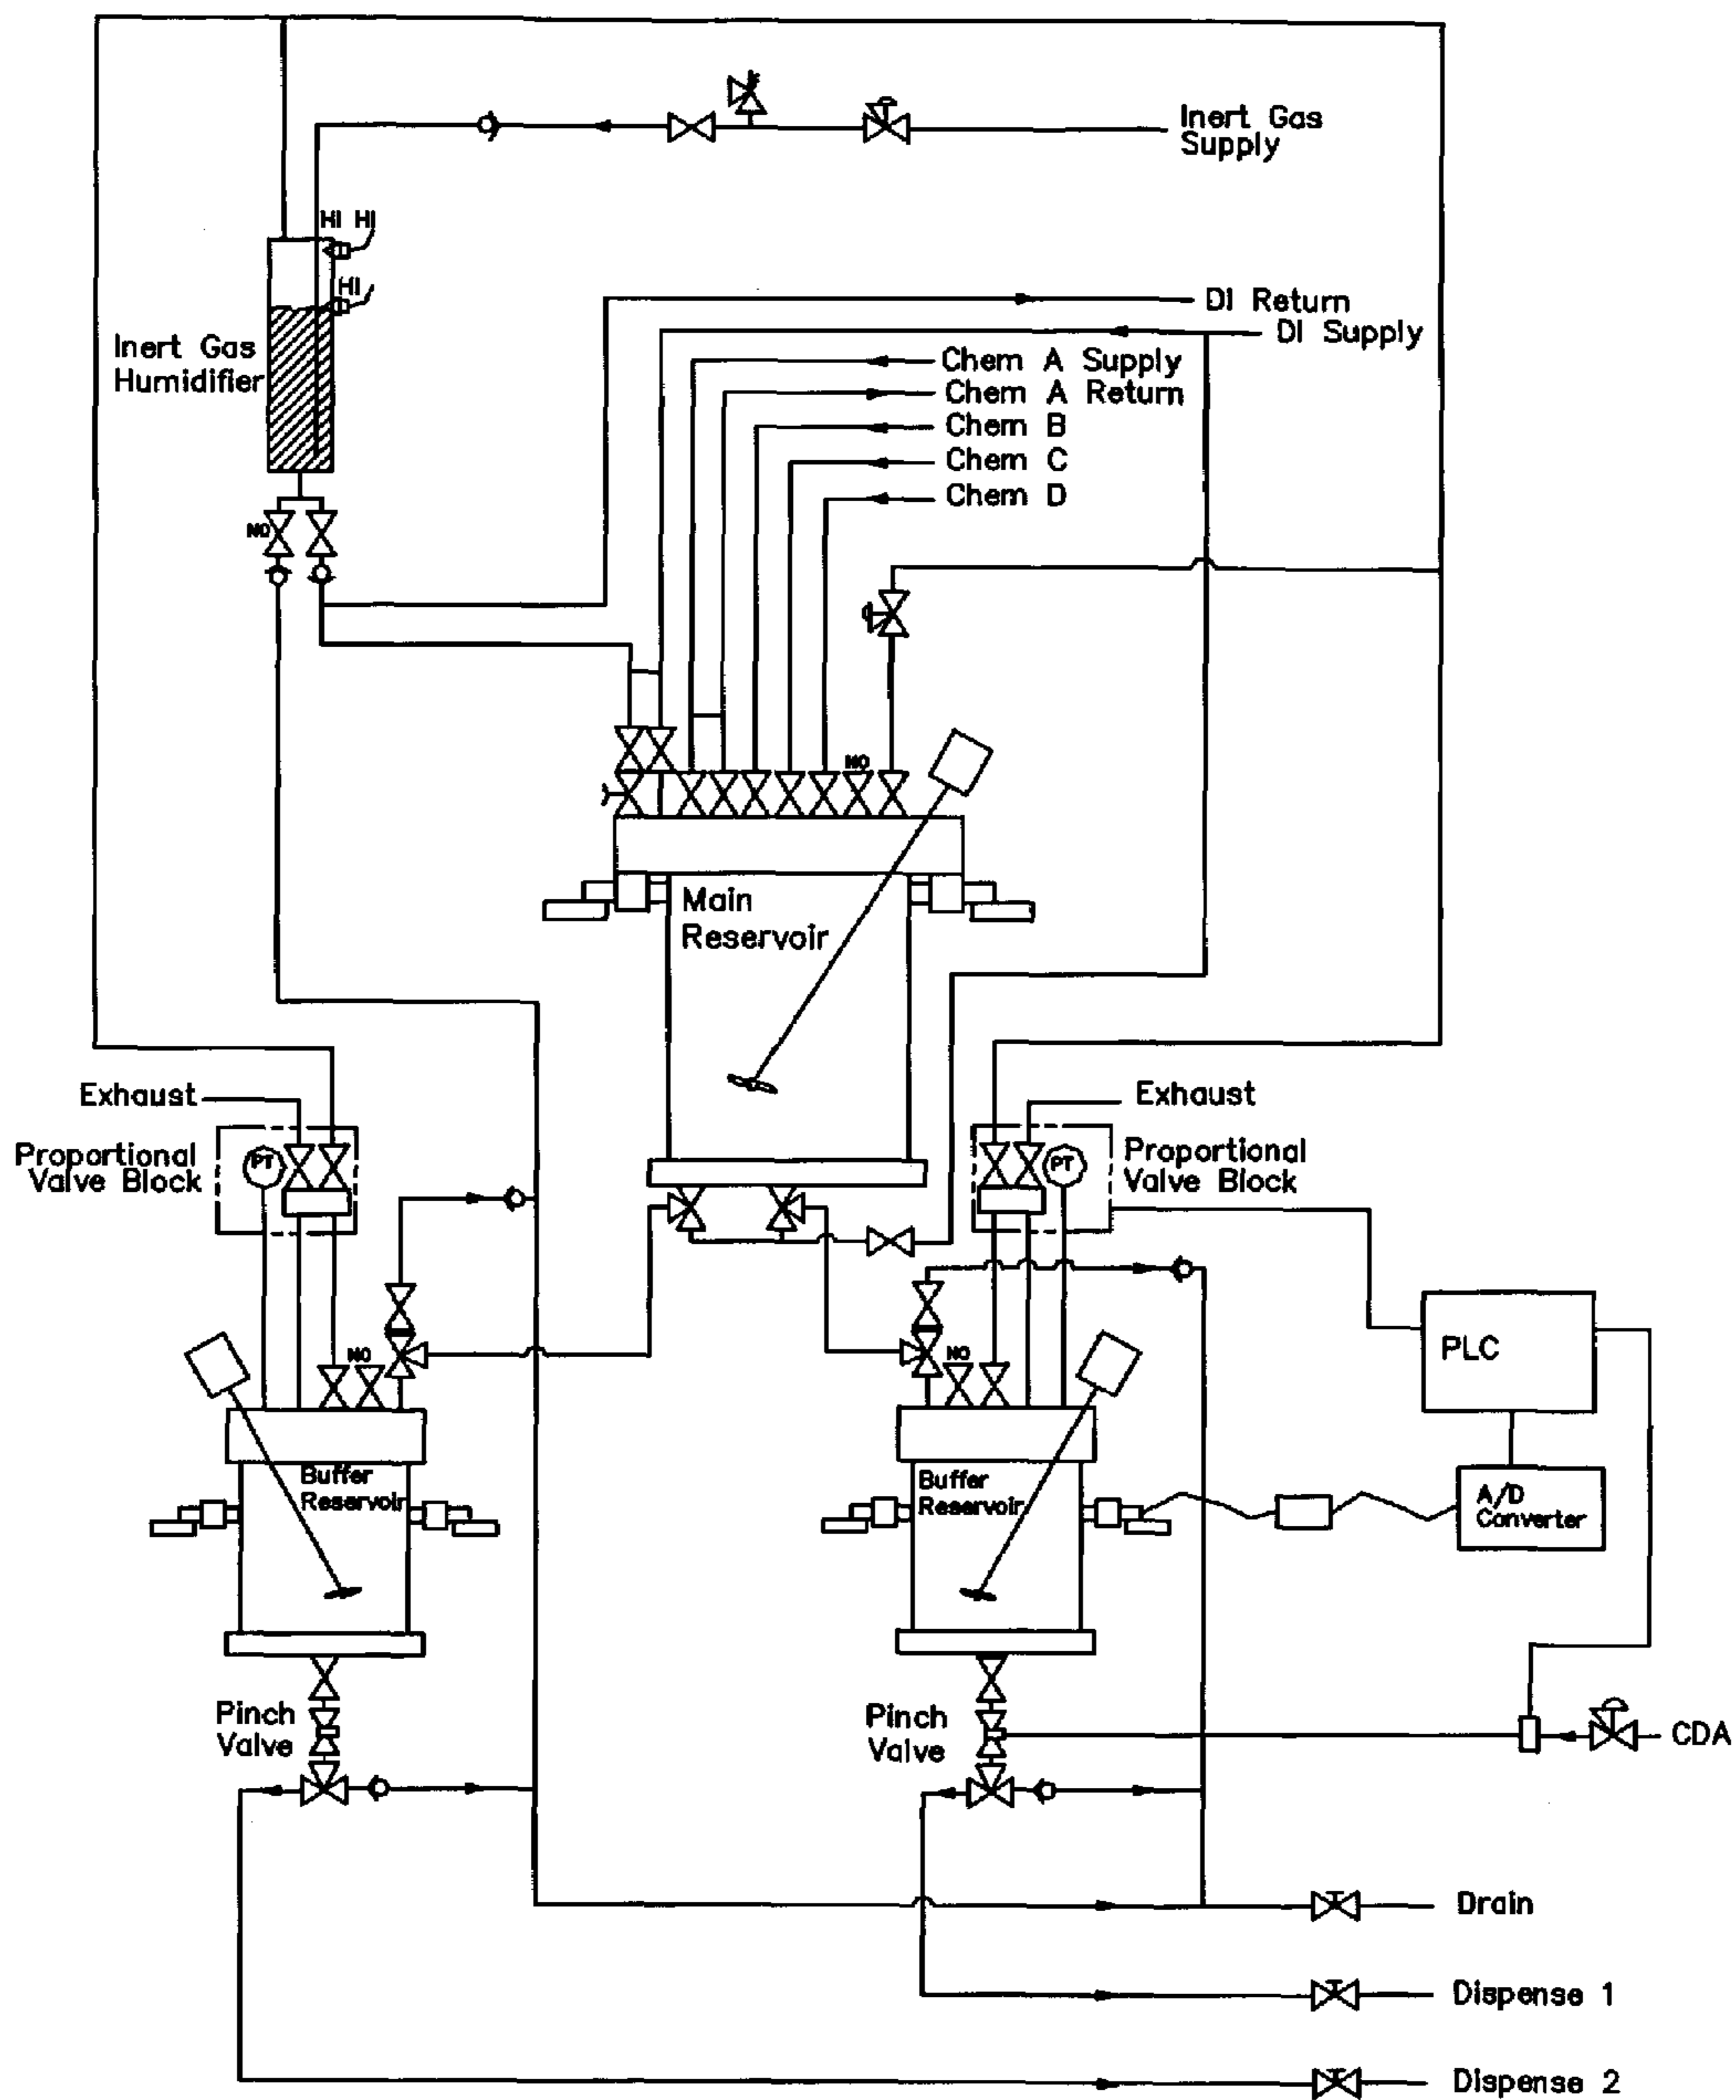 Inert Gas
Supply
HI HI
HI
DI Return
DI Supply
Inert Gas
Humidifier
Chem A Supply
Chem A Return
Chem B
Chem C
Chem D
NO
NO
Main
Reservoir
Exhaust
Exhaust
Proportional
Valve Block
PT
PT
Proportional
Valve Block
PLC
NO
NO
Buffer
Reservoir
Buffer
Reservoir
A/D
Converter
Pinch
Valve
Pinch
Valve
CDA
Drain
Dispense 1
Dispense 2